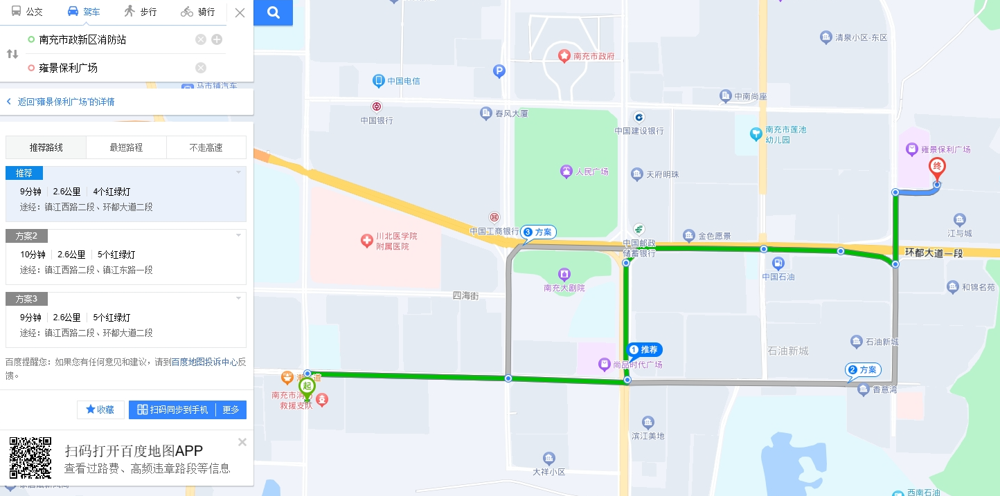 公交
驾车
步行
骑行
南充市政新区消防站
雍景保利广场
马市铺汽车
返回"雍景保利广场"的详情
推荐路线
最短路程
不走高速
推荐
9分钟 2.6公里 4个红绿灯
途经：镇江西路二段、环都大道二段
方案2
10分钟 2.6公里 5个红绿灯
途经：镇江西路二段、镇江东路一段
方案3
9分钟 2.6公里 5个红绿灯
途经：镇江西路二段、环都大道二段
百度提醒您：如果您有任何意见和建议，请到百度地图投诉中心反
馈。
收藏
扫码同步到手机
更多
扫码打开百度地图APP
查看过路费、高频违章路段等信息
清泉小区-东区
南充市政府
P
中国电信
中南尚座
中国银行
春风大厦
中国建设银行
南充市莲池
幼儿园
雍景保利广场
终
人民广场
天府明珠
中国工商银行
3 方案
川北医学院
附属医院
中国邮政
储蓄银行
金色愿景
江与城
环都大道一段
中国石油
南充大剧院
和锦名苑
四海街
1 推荐
尚品时代广场
石油新城
石油新城
2 方案
香意湾
起
南充市消防
救援支队
滨江美地
大祥小区
西南石油